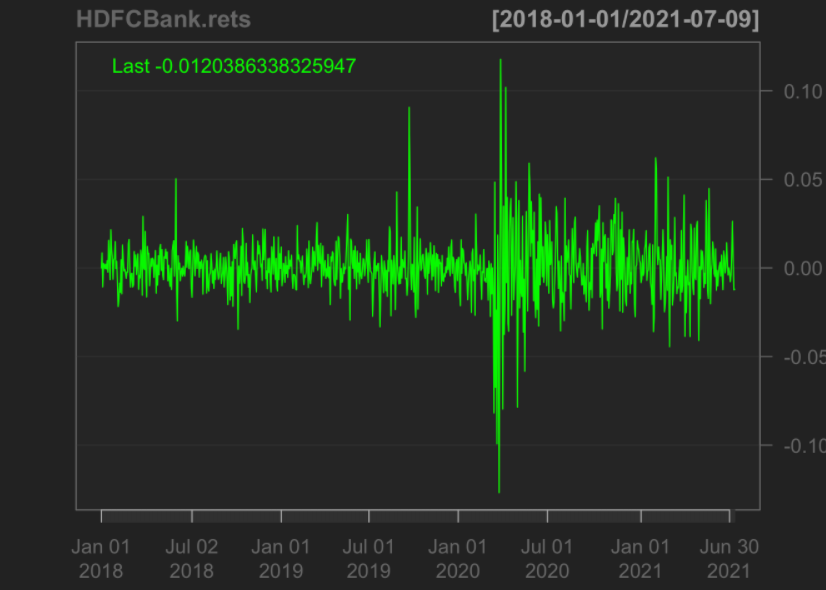 HDFCBank.rets [2018-01-01/2021-07-09]
Last -0.0120386338325947
0.10
0.05
0.00
-0.05
-0.10
Jan 01 Jul 02 Jan 01 Jul 01 Jan 01 Jul 01 Jan 01 Jun 30
2018 2018 2019 2019 2020 2020 2021 2021